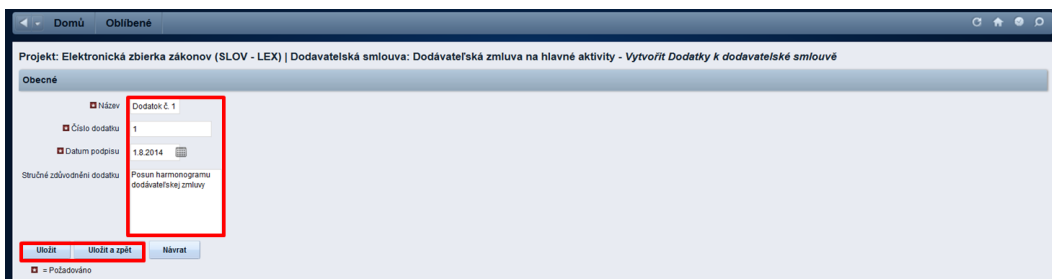 Domů Oblíbené
Projekt: Elektronická zbierka zákonov (SLOV - LEX) | Dodavatelská smlouva: Dodávateľská zmluva na hlavné aktivity - Vytvořit Dodatky k dodavatelské smlouvě
Obecné
Název Dodatok č. 1
Číslo dodatku 1
Datum podpisu 1.8.2014
Stručné zdůvodněni dodatku Posun harmonogramu
dodávateľskej zmluvy
Uložit Uložit a zpět Návrat
= Požadováno